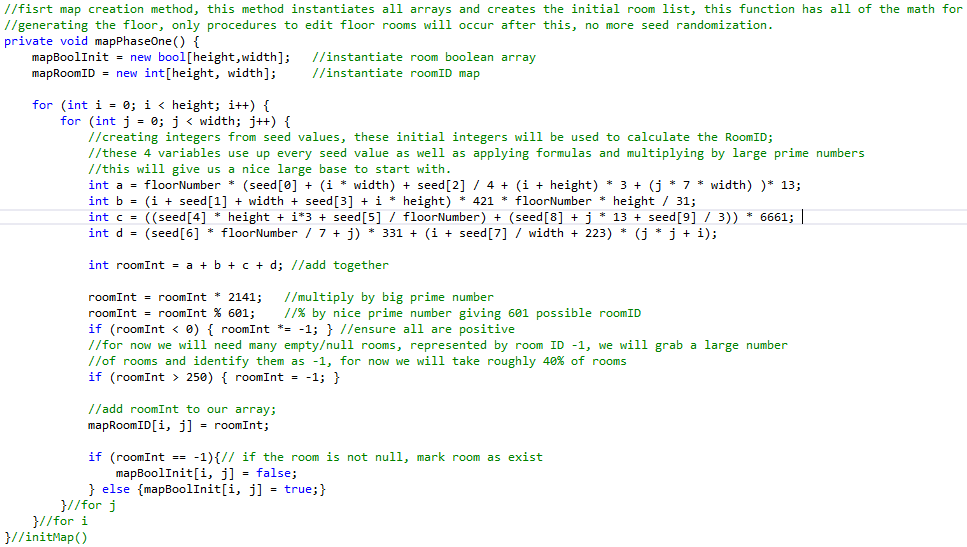 //fisrt map creation method, this method instantiates all arrays and creates the initial room list, this function has all of the math for
//generating the floor, only procedures to edit floor rooms will occur after this, no more seed randomization.
private void mapPhaseOne() {
    mapBoolInit = new bool[height,width];   //instantiate room boolean array
    mapRoomID = new int[height, width];     //instantiate roomID map

    for (int i = 0; i < height; i++) {
        for (int j = 0; j < width; j++) {
            //creating integers from seed values, these initial integers will be used to calculate the RoomID;
            //these 4 variables use up every seed value as well as applying formulas and multiplying by large prime numbers
            //this will give us a nice large base to start with.
            int a = floorNumber * (seed[0] + (i * width) + seed[2] / 4 + (i + height) * 3 + (j * 7 * width) )* 13;
            int b = (i + seed[1] + width + seed[3] + i * height) * 421 * floorNumber * height / 31;
            int c = ((seed[4] * height + i*3 + seed[5] / floorNumber) + (seed[8] + j * 13 + seed[9] / 3)) * 6661;
            int d = (seed[6] * floorNumber / 7 + j) * 331 + (i + seed[7] / width + 223) * (j * j + i);

            int roomInt = a + b + c + d; //add together

            roomInt = roomInt * 2141;   //multiply by big prime number
            roomInt = roomInt % 601;    //% by nice prime number giving 601 possible roomID
            if (roomInt < 0) { roomInt *= -1; } //ensure all are positive
            //for now we will need many empty/null rooms, represented by room ID -1, we will grab a large number
            //of rooms and identify them as -1, for now we will take roughly 40% of rooms
            if (roomInt > 250) { roomInt = -1; }

            //add roomInt to our array;
            mapRoomID[i, j] = roomInt;

            if (roomInt == -1){// if the room is not null, mark room as exist
                mapBoolInit[i, j] = false;
            } else {mapBoolInit[i, j] = true;}
        }//for j
    }//for i
}//initMap()